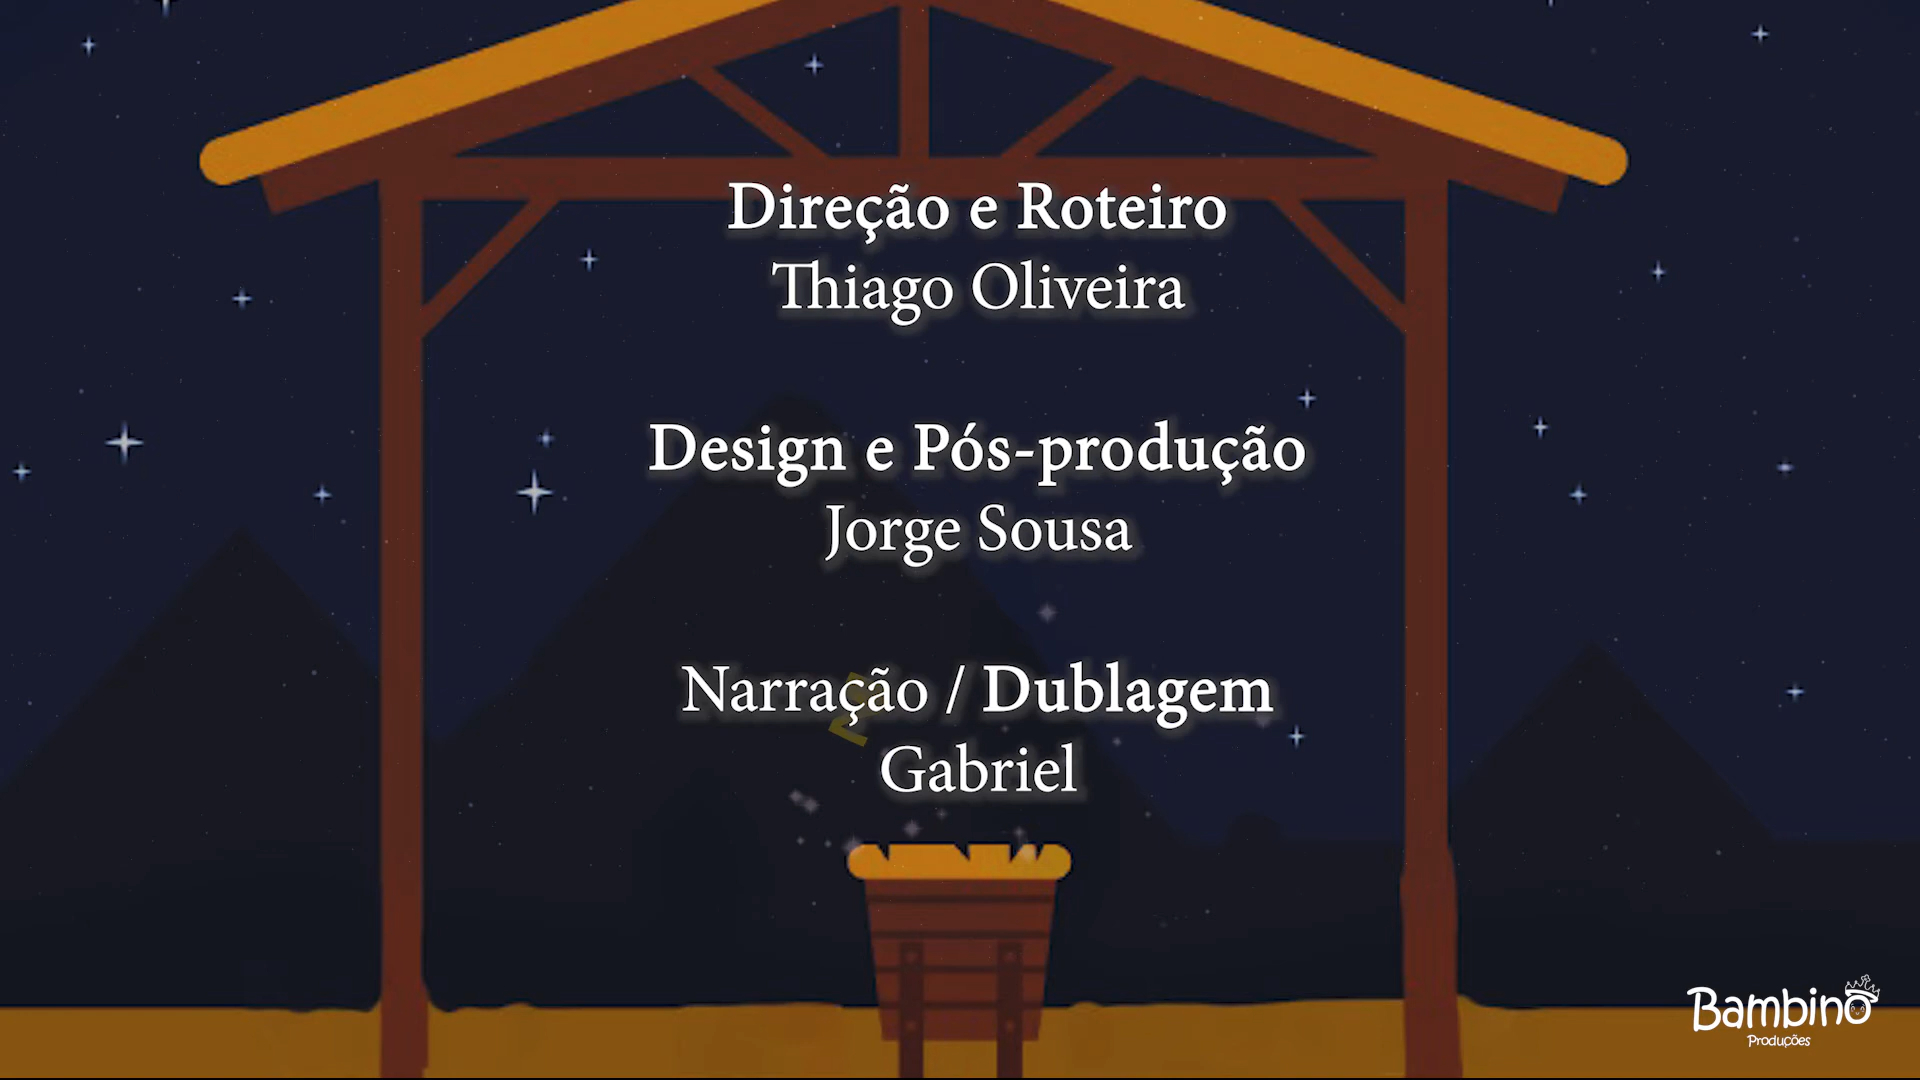 Direção e Roteiro
Thiago Oliveira
Design e Pós-produção
Jorge Sousa
Narração / Dublagem
Gabriel
Bambino
Produções